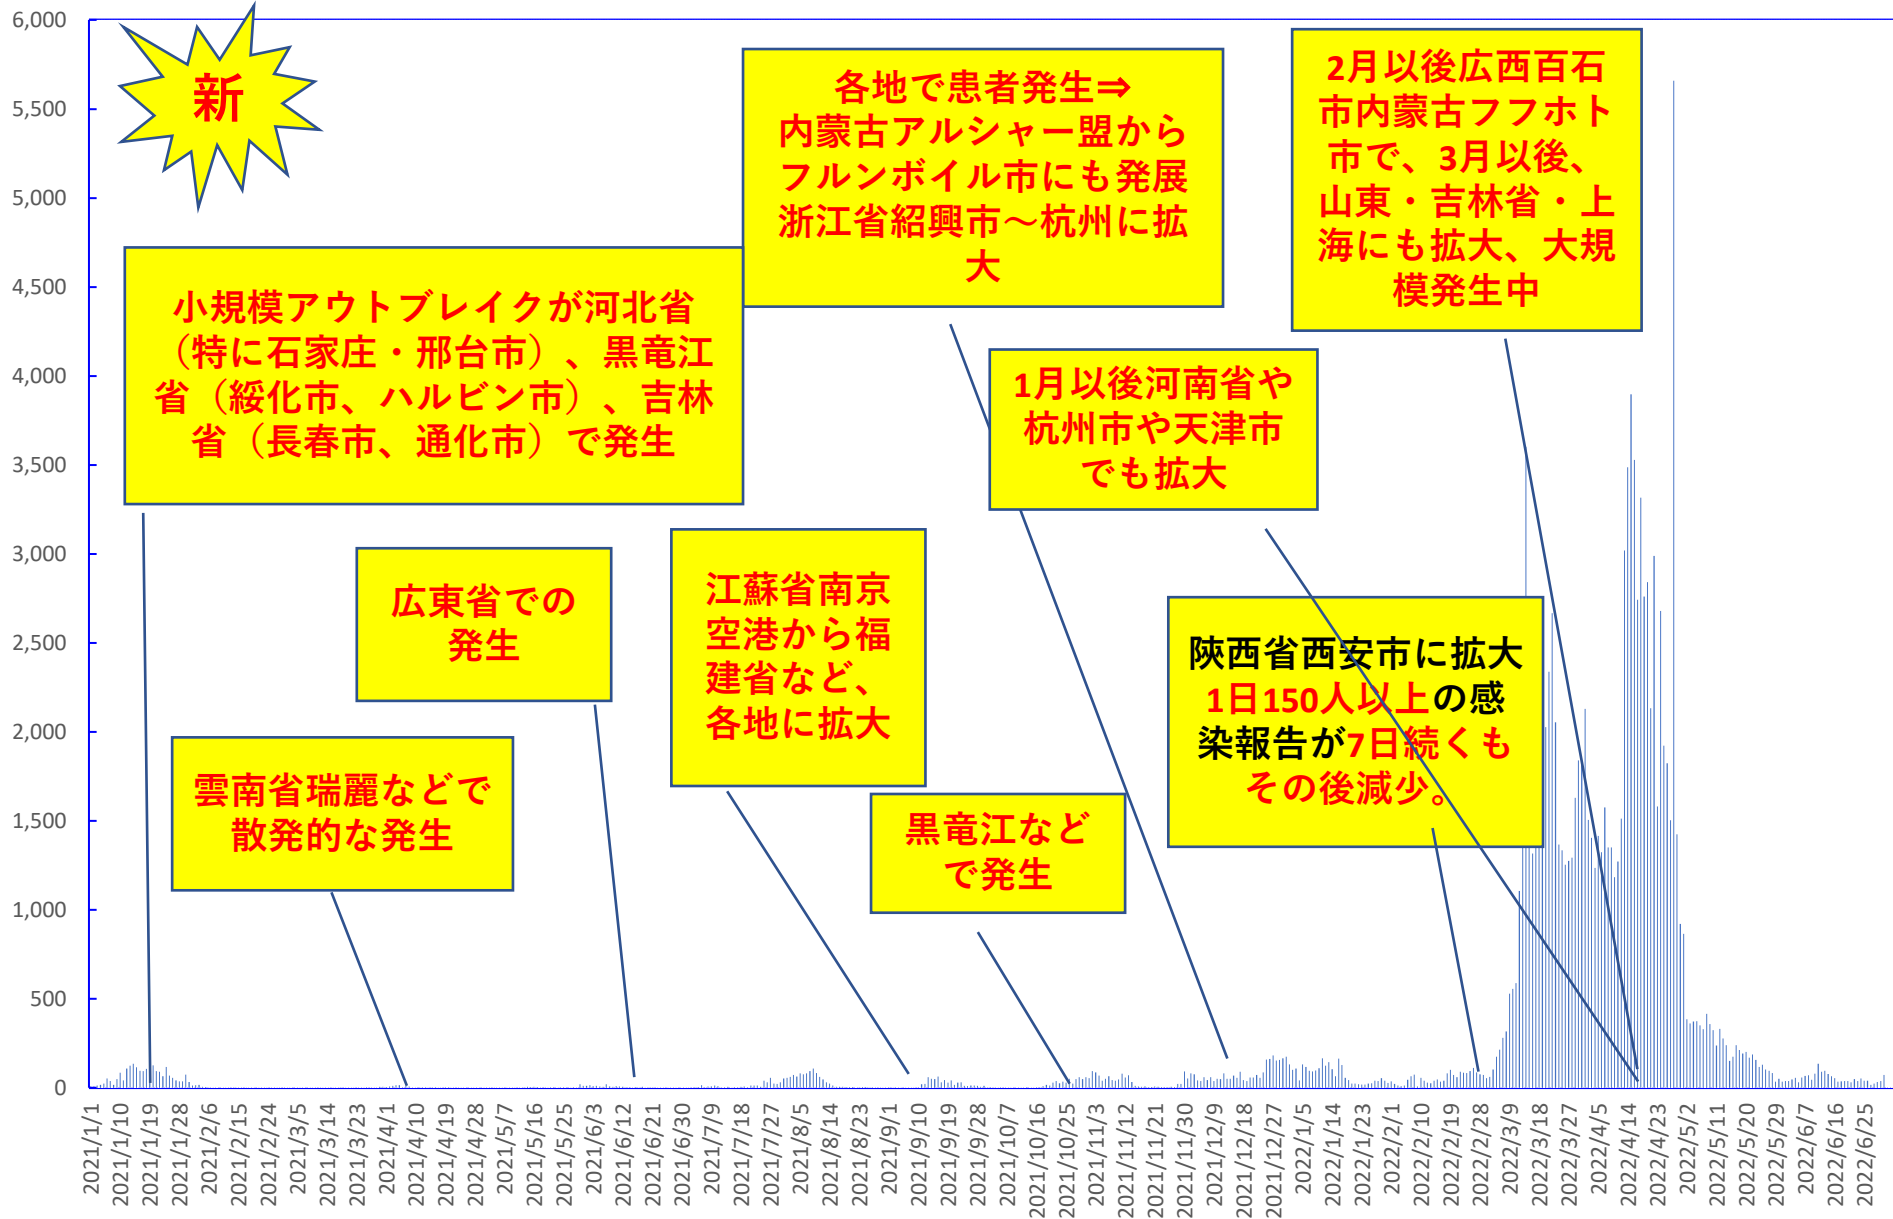 6,000
5,500
5,000
4,500
4,000
3,500
3,000
2,500
2,000
1,500
1,000
500
0
新
小規模アウトブレイクが河北省
（特に石家庄・邢台市）、黒竜江
省（綏化市、ハルビン市）、吉林
省（長春市、通化市）で発生
雲南省瑞麗などで
散発的な発生
広東省での
発生
江蘇省南京
空港から福
建省など、
各地に拡大
各地で患者発生⇒
内蒙古アルシャー盟から
フルンボイル市にも発展
浙江省紹興市～杭州に拡
大
黒竜江など
で発生
1月以後河南省や
杭州市や天津市
でも拡大
陝西省西安市に拡大
1日150人以上の感
染報告が7日続くも
その後減少。
2月以後広西百石
市内蒙古フフホト
市で、3月以後、
山東・吉林省・上
海にも拡大、大規
模発生中
2021/1/1
2021/1/10
2021/1/19
2021/1/28
2021/2/6
2021/2/15
2021/2/24
2021/3/5
2021/3/14
2021/3/23
2021/4/1
2021/4/10
2021/4/19
2021/4/28
2021/5/7
2021/5/16
2021/5/25
2021/6/3
2021/6/12
2021/6/21
2021/6/30
2021/7/9
2021/7/18
2021/7/27
2021/8/5
2021/8/14
2021/8/23
2021/9/1
2021/9/10
2021/9/19
2021/9/28
2021/10/7
2021/10/16
2021/10/25
2021/11/3
2021/11/12
2021/11/21
2021/11/30
2021/12/9
2021/12/18
2021/12/27
2022/1/5
2022/1/14
2022/1/23
2022/2/1
2022/2/10
2022/2/19
2022/2/28
2022/3/9
2022/3/18
2022/3/27
2022/4/5
2022/4/14
2022/4/23
2022/5/2
2022/5/11
2022/5/20
2022/5/29
2022/6/7
2022/6/16
2022/6/25